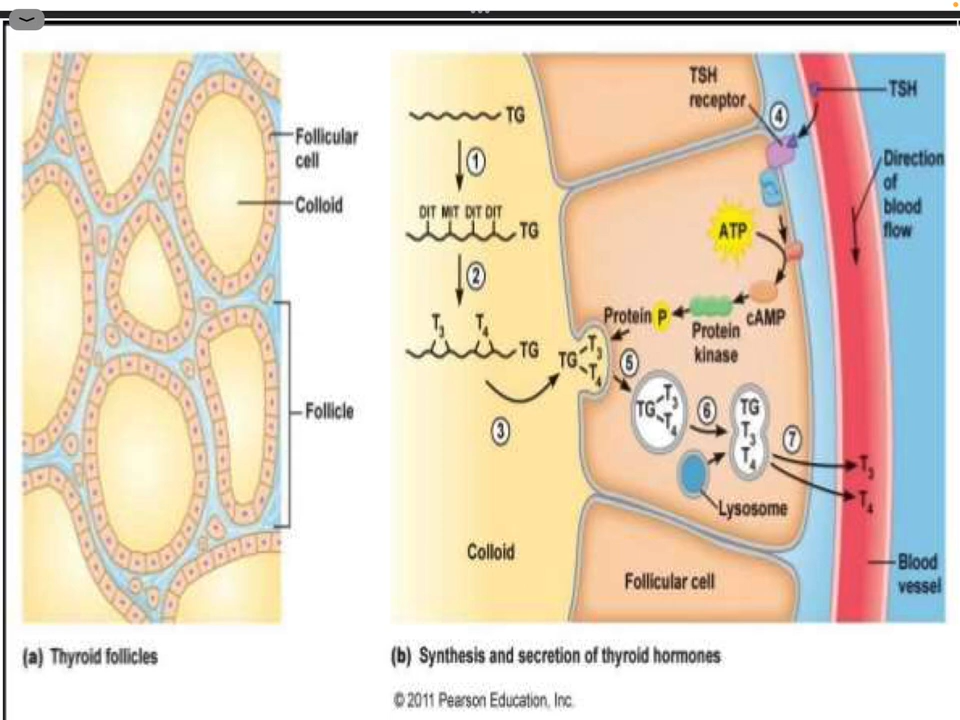 Follicular
cell
Colloid
Follicle
(a) Thyroid follicles
TG
1
DIT MIT DIT DIT
TG
2
T3 T4
TG
3
TSH
receptor
4
TSH
Direction
of
blood
flow
ATP
cAMP
Protein
kinase
Protein P
TG T3
T4
5
TG T3
T4
6
TG
T3
T4
7
T3
T4
Lysosome
Colloid
Follicular cell
Blood
vessel
(b) Synthesis and secretion of thyroid hormones
© 2011 Pearson Education, Inc.